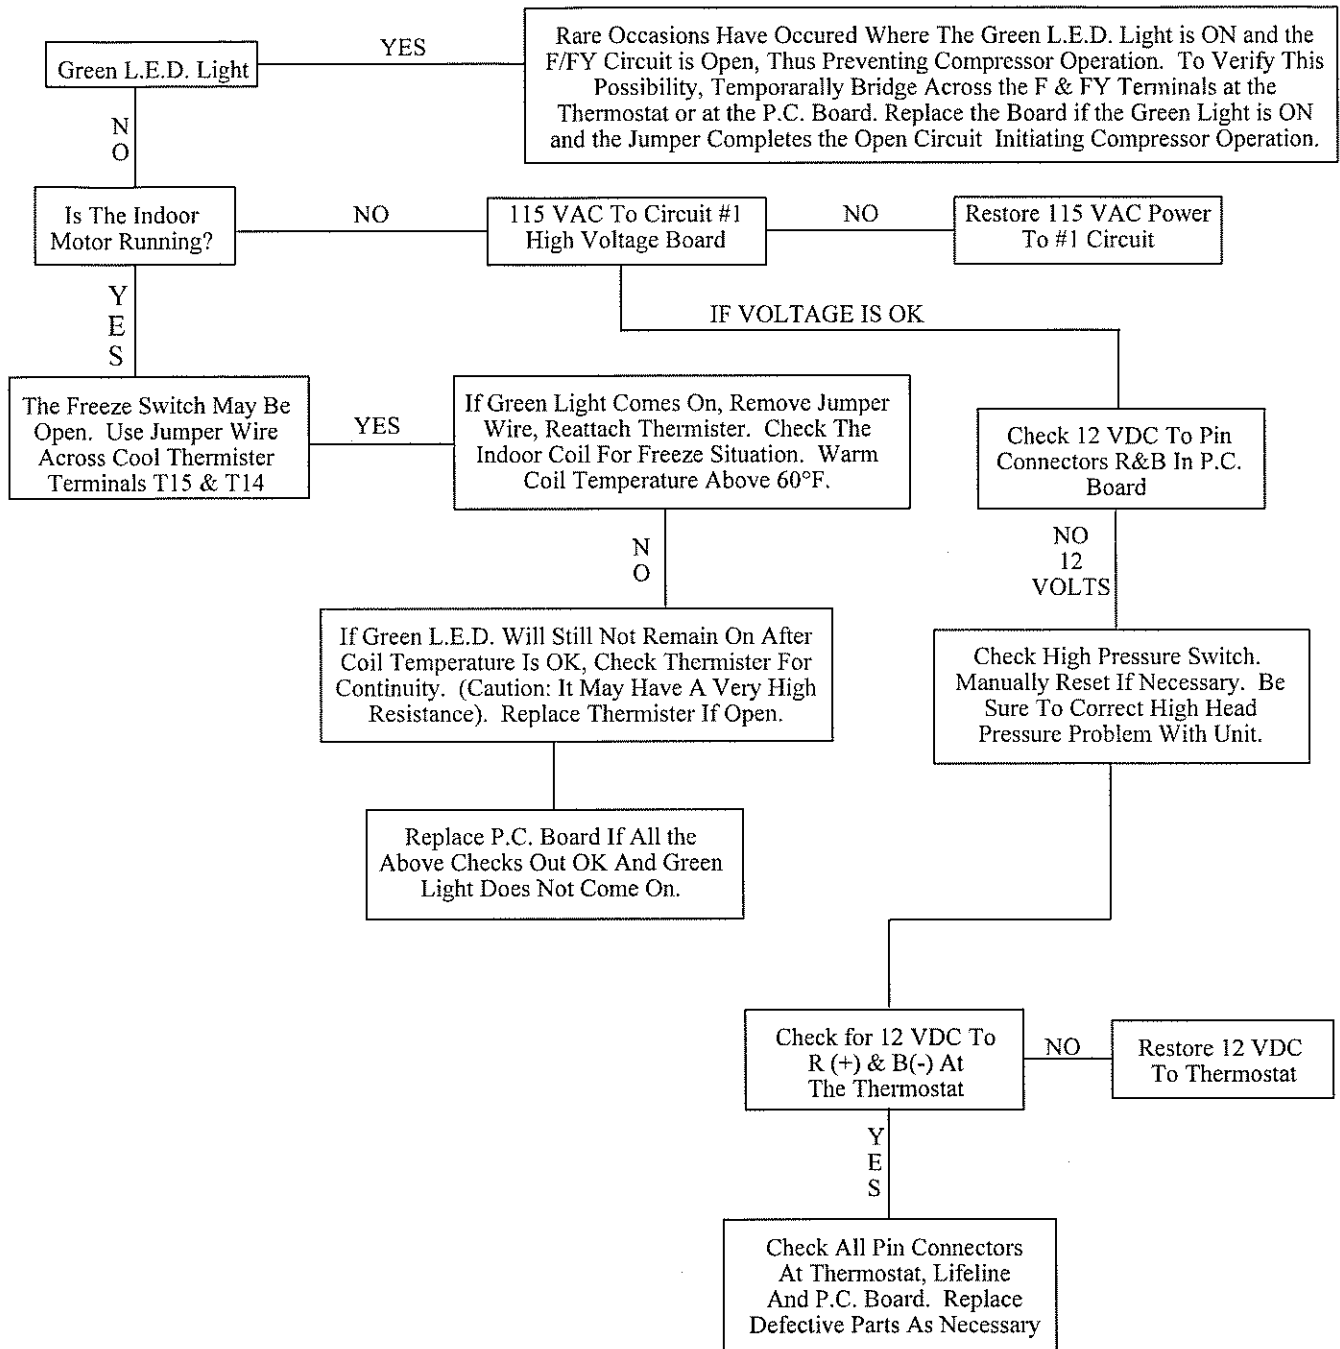 Green L.E.D. Light
YES
Rare Occasions Have Occured Where The Green L.E.D. Light is ON and the
F/FY Circuit is Open, Thus Preventing Compressor Operation. To Verify This
Possibility, Temporarally Bridge Across the F & FY Terminals at the
Thermostat or at the P.C. Board. Replace the Board if the Green Light is ON
and the Jumper Completes the Open Circuit Initiating Compressor Operation.
N
O
Is The Indoor
Motor Running?
NO
115 VAC To Circuit #1
High Voltage Board
NO
Restore 115 VAC Power
To #1 Circuit
Y
E
S
IF VOLTAGE IS OK
The Freeze Switch May Be
Open. Use Jumper Wire
Across Cool Thermister
Terminals T15 & T14
YES
If Green Light Comes On, Remove Jumper
Wire, Reattach Thermister. Check The
Indoor Coil For Freeze Situation. Warm
Coil Temperature Above 60°F.
Check 12 VDC To Pin
Connectors R&B In P.C.
Board
N
O
NO
12
VOLTS
If Green L.E.D. Will Still Not Remain On After
Coil Temperature Is OK, Check Thermister For
Continuity. (Caution: It May Have A Very High
Resistance). Replace Thermister If Open.
Check High Pressure Switch.
Manually Reset If Necessary. Be
Sure To Correct High Head
Pressure Problem With Unit.
Replace P.C. Board If All the
Above Checks Out OK And Green
Light Does Not Come On.
Check for 12 VDC To
R (+) & B(-) At
The Thermostat
NO
Restore 12 VDC
To Thermostat
Y
E
S
Check All Pin Connectors
At Thermostat, Lifeline
And P.C. Board. Replace
Defective Parts As Necessary